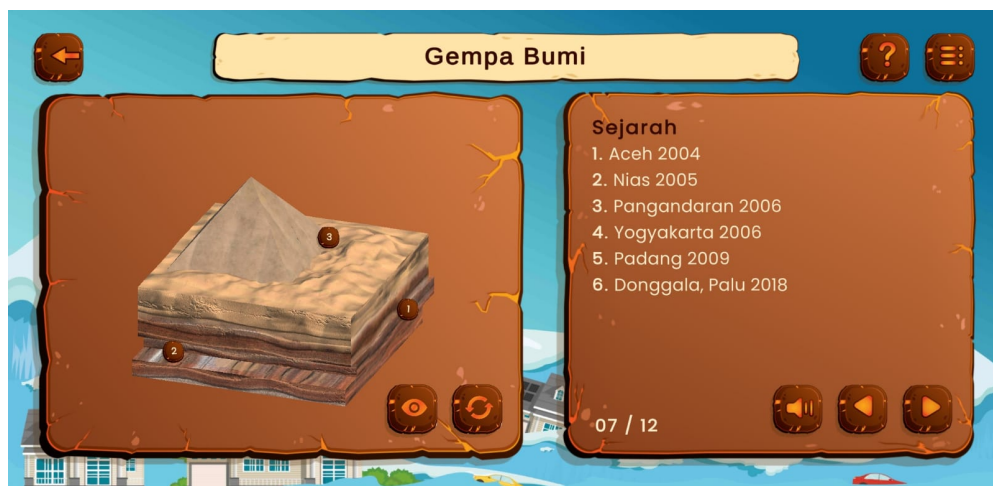 Gempa Bumi
?
3
1
2
Sejarah
1. Aceh 2004
2. Nias 2005
3. Pangandaran 2006
4. Yogyakarta 2006
5. Padang 2009
6. Donggala, Palu 2018
07 / 12